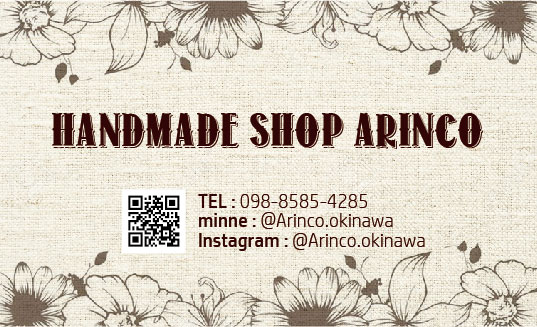 HANDMADE SHOP ARINCO
TEL : 098-8585-4285
minne : @Arinco.okinawa
Instagram : @Arinco.okinawa